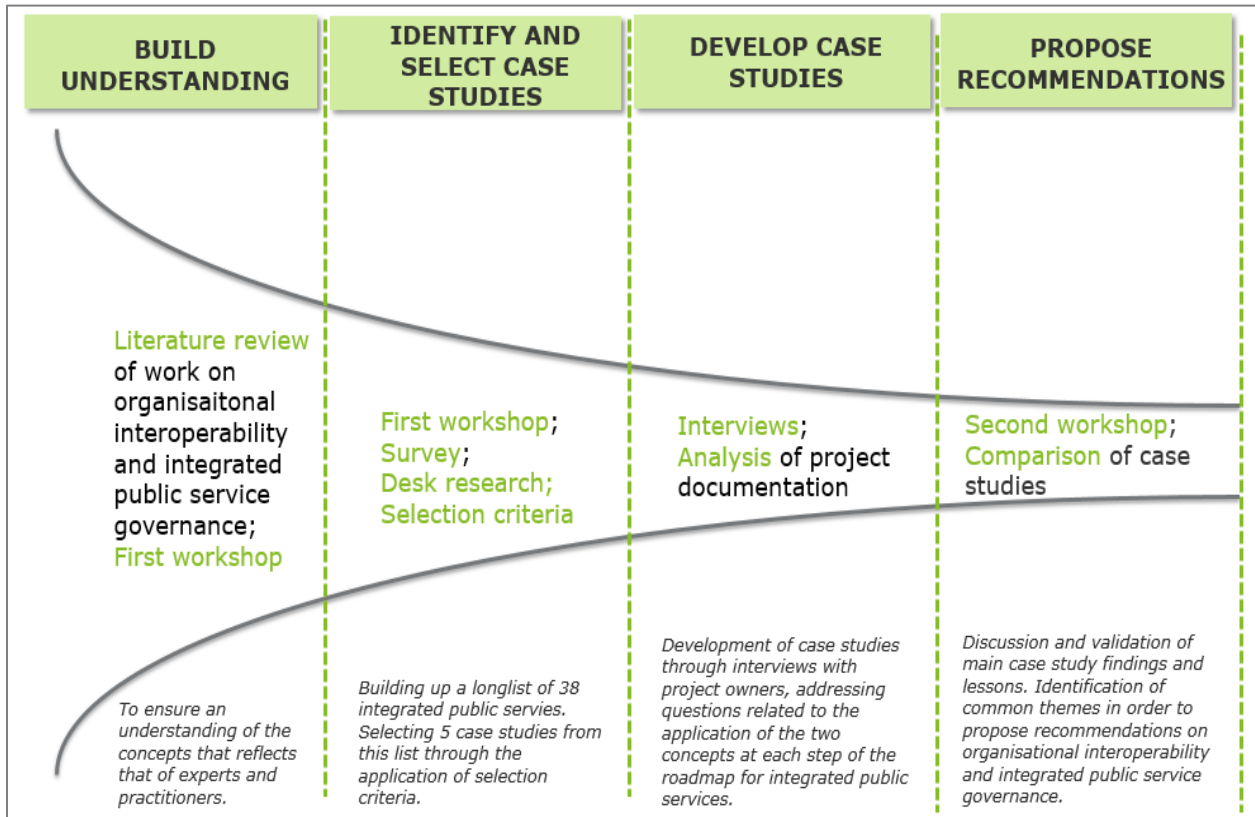 BUILD
UNDERSTANDING
IDENTIFY AND
SELECT CASE
STUDIES
DEVELOP CASE
STUDIES
PROPOSE
RECOMMENDATIONS
Literature review
of work on
organisaitonal
interoperability
and integrated
public service
governance;
First workshop
First workshop;
Survey;
Desk research;
Selection criteria
Interviews;
Analysis of project
documentation
Second workshop;
Comparison of case
studies
To ensure an
understanding of the
concepts that reflects
that of experts and
practitioners.
Building up a longlist of 38
integrated public servies.
Selecting 5 case studies from
this list through the
application of selection
criteria.
Development of case studies
through interviews with
project owners, addressing
questions related to the
application of the two
concepts at each step of the
roadmap for integrated public
services.
Discussion and validation of
main case study findings and
lessons. Identification of
common themes in order to
propose recommendations on
organisational interoperability
and integrated public service
governance.